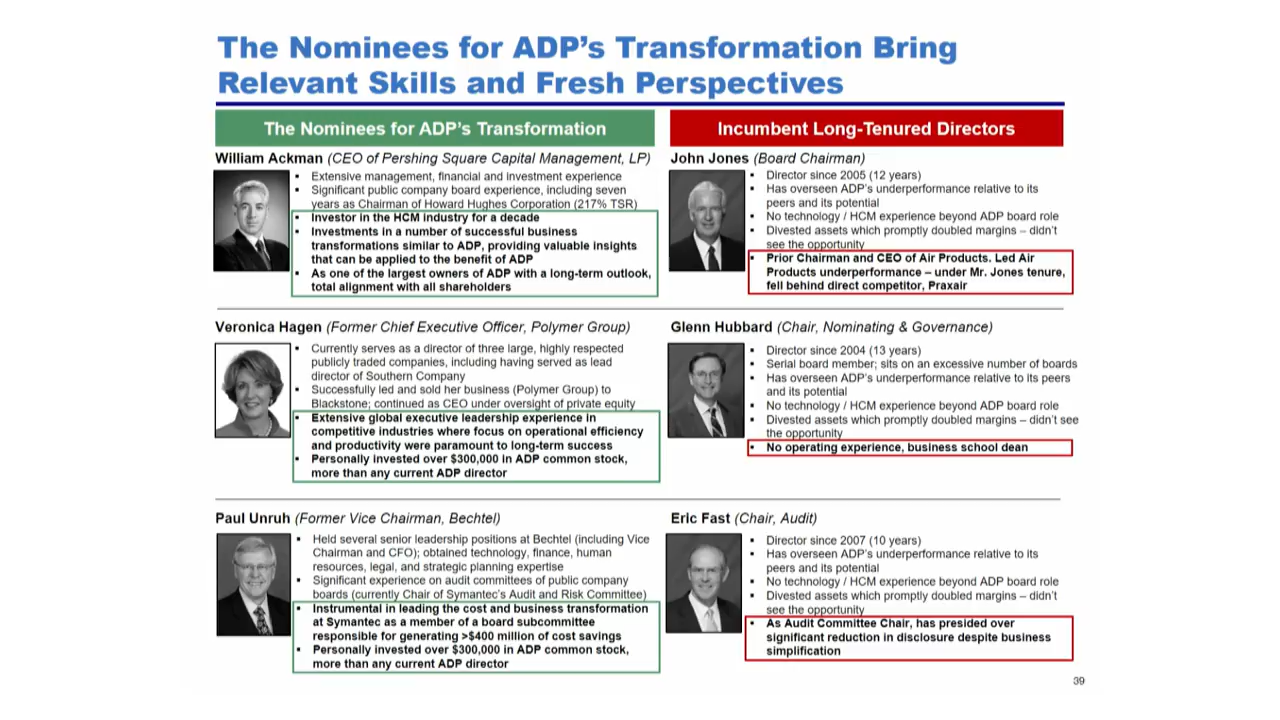 The Nominees for ADP's Transformation Bring
Relevant Skills and Fresh Perspectives
The Nominees for ADP's Transformation
William Ackman (CEO of Pershing Square Capital Management, LP)
▪ Extensive management, financial and investment experience
▪ Significant public company board experience, including seven
years as Chairman of Howard Hughes Corporation (217% TSR)
▪ Investor in the HCM industry for a decade
▪ Investments in a number of successful business
transformations similar to ADP, providing valuable insights
that can be applied to the benefit of ADP
▪ As one of the largest owners of ADP with a long-term outlook,
total alignment with all shareholders
Veronica Hagen (Former Chief Executive Officer, Polymer Group)
▪ Currently serves as a director of three large, highly respected
publicly traded companies, including having served as lead
director of Southern Company
▪ Successfully led and sold her business (Polymer Group) to
Blackstone; continued as CEO under oversight of private equity
▪ Extensive global executive leadership experience in
competitive industries where focus on operational efficiency
and productivity were paramount to long-term success
▪ Personally invested over $300,000 in ADP common stock,
more than any current ADP director
Paul Unruh (Former Vice Chairman, Bechtel)
▪ Held several senior leadership positions at Bechtel (including Vice
Chairman and CFO); obtained technology, finance, human
resources, legal, and strategic planning expertise
▪ Significant experience on audit committees of public company
boards (currently Chair of Symantec's Audit and Risk Committee)
▪ Instrumental in leading the cost and business transformation
at Symantec as a member of a board subcommittee
responsible for generating >$400 million of cost savings
▪ Personally invested over $300,000 in ADP common stock,
more than any current ADP director
Incumbent Long-Tenured Directors
John Jones (Board Chairman)
▪ Director since 2005 (12 years)
▪ Has overseen ADP's underperformance relative to its
peers and its potential
▪ No technology / HCM experience beyond ADP board role
▪ Divested assets which promptly doubled margins – didn't
see the opportunity
▪ Prior Chairman and CEO of Air Products. Led Air
Products underperformance – under Mr. Jones tenure,
fell behind direct competitor, Praxair
Glenn Hubbard (Chair, Nominating & Governance)
▪ Director since 2004 (13 years)
▪ Serial board member; sits on an excessive number of boards
▪ Has overseen ADP's underperformance relative to its peers
and its potential
▪ No technology / HCM experience beyond ADP board role
▪ Divested assets which promptly doubled margins – didn't see
the opportunity
▪ No operating experience, business school dean
Eric Fast (Chair, Audit)
▪ Director since 2007 (10 years)
▪ Has overseen ADP's underperformance relative to its
peers and its potential
▪ No technology / HCM experience beyond ADP board role
▪ Divested assets which promptly doubled margins – didn't
see the opportunity
▪ As Audit Committee Chair, has presided over
significant reduction in disclosure despite business
simplification
39